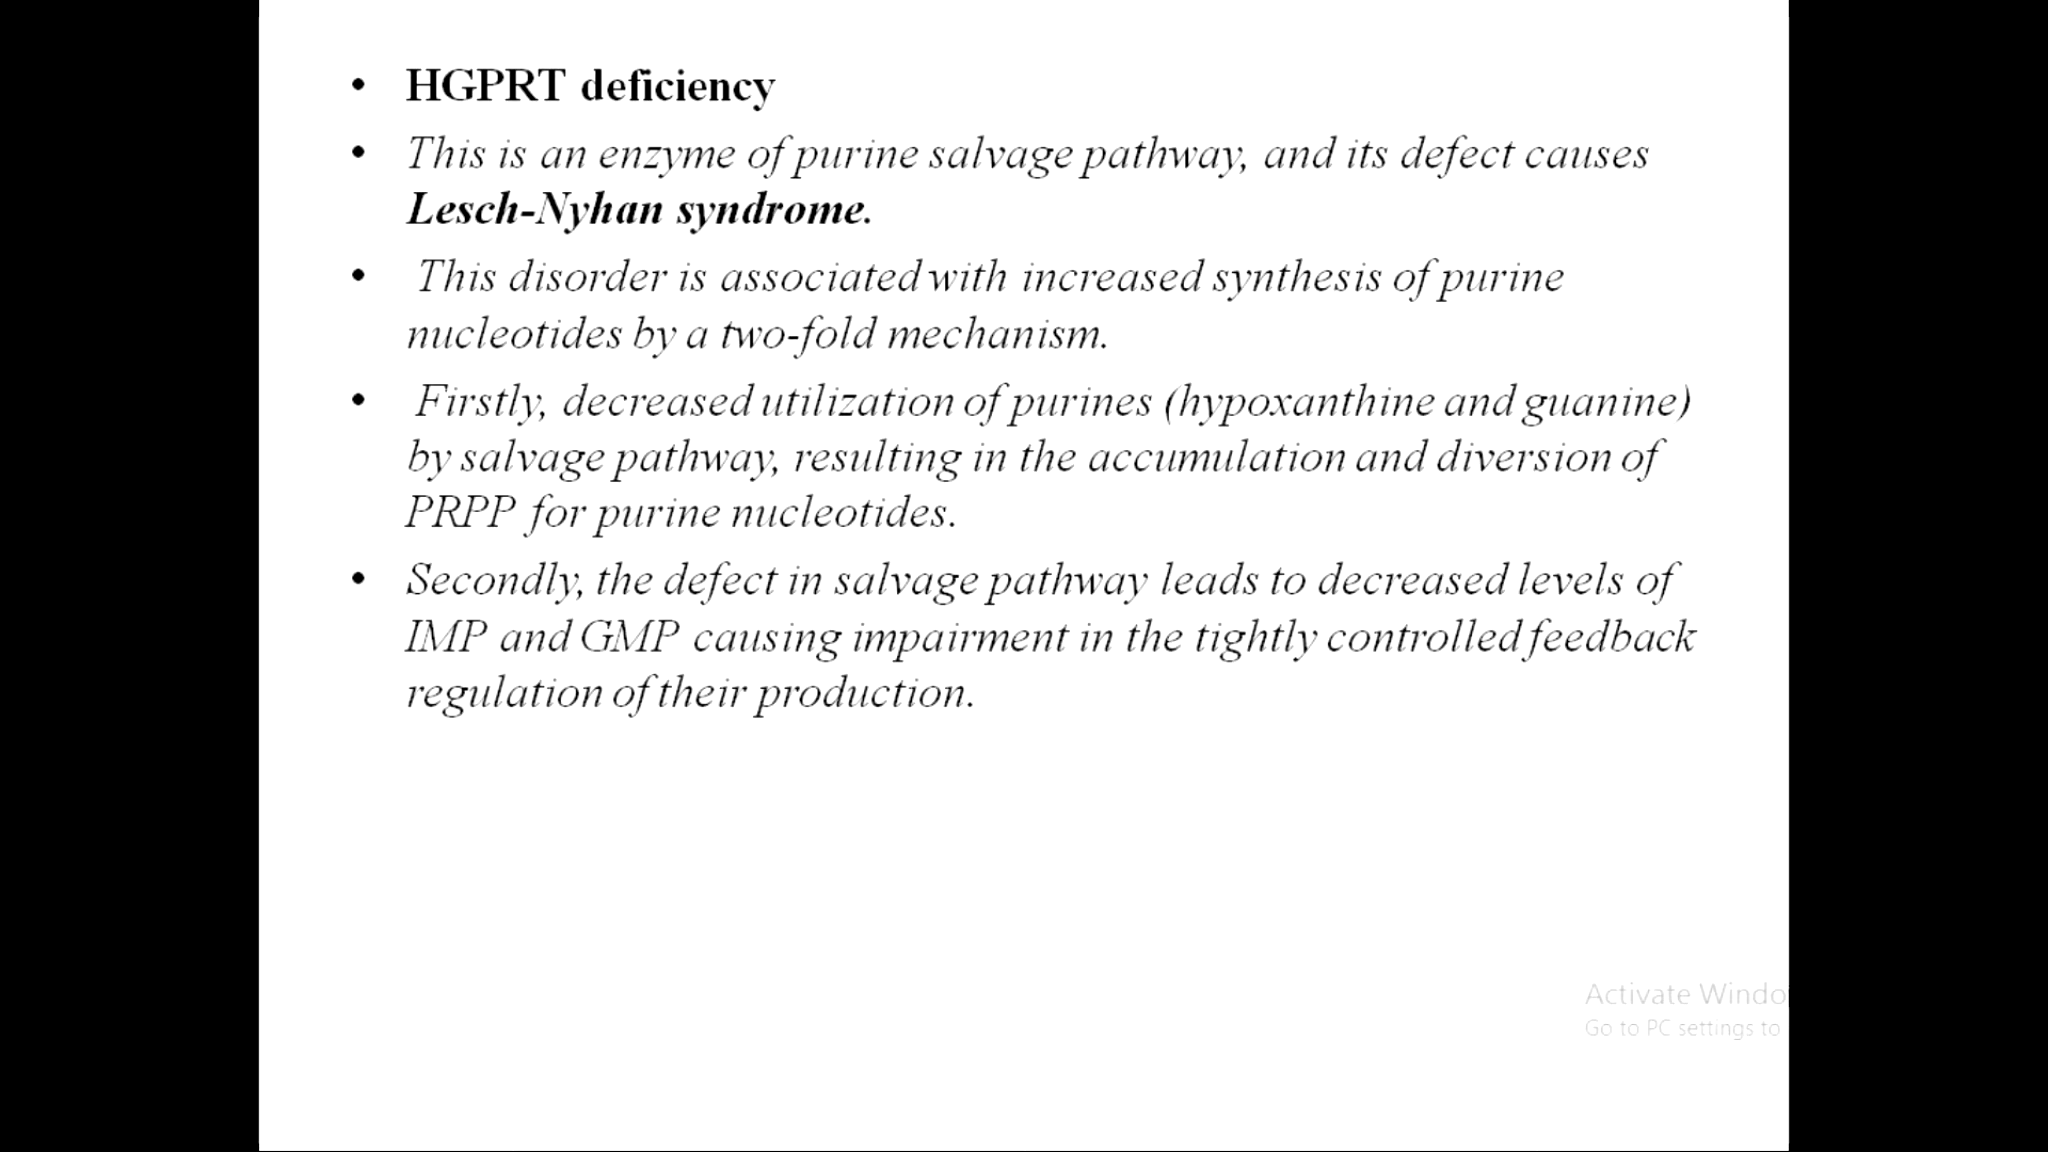 • HGPRT deficiency
• This is an enzyme of purine salvage pathway, and its defect causes
Lesch-Nyhan syndrome.
• This disorder is associated with increased synthesis of purine
nucleotides by a two-fold mechanism.
• Firstly, decreased utilization of purines (hypoxanthine and guanine)
by salvage pathway, resulting in the accumulation and diversion of
PRPP for purine nucleotides.
• Secondly, the defect in salvage pathway leads to decreased levels of
IMP and GMP causing impairment in the tightly controlled feedback
regulation of their production.
Activate Windo
Go to PC settings to